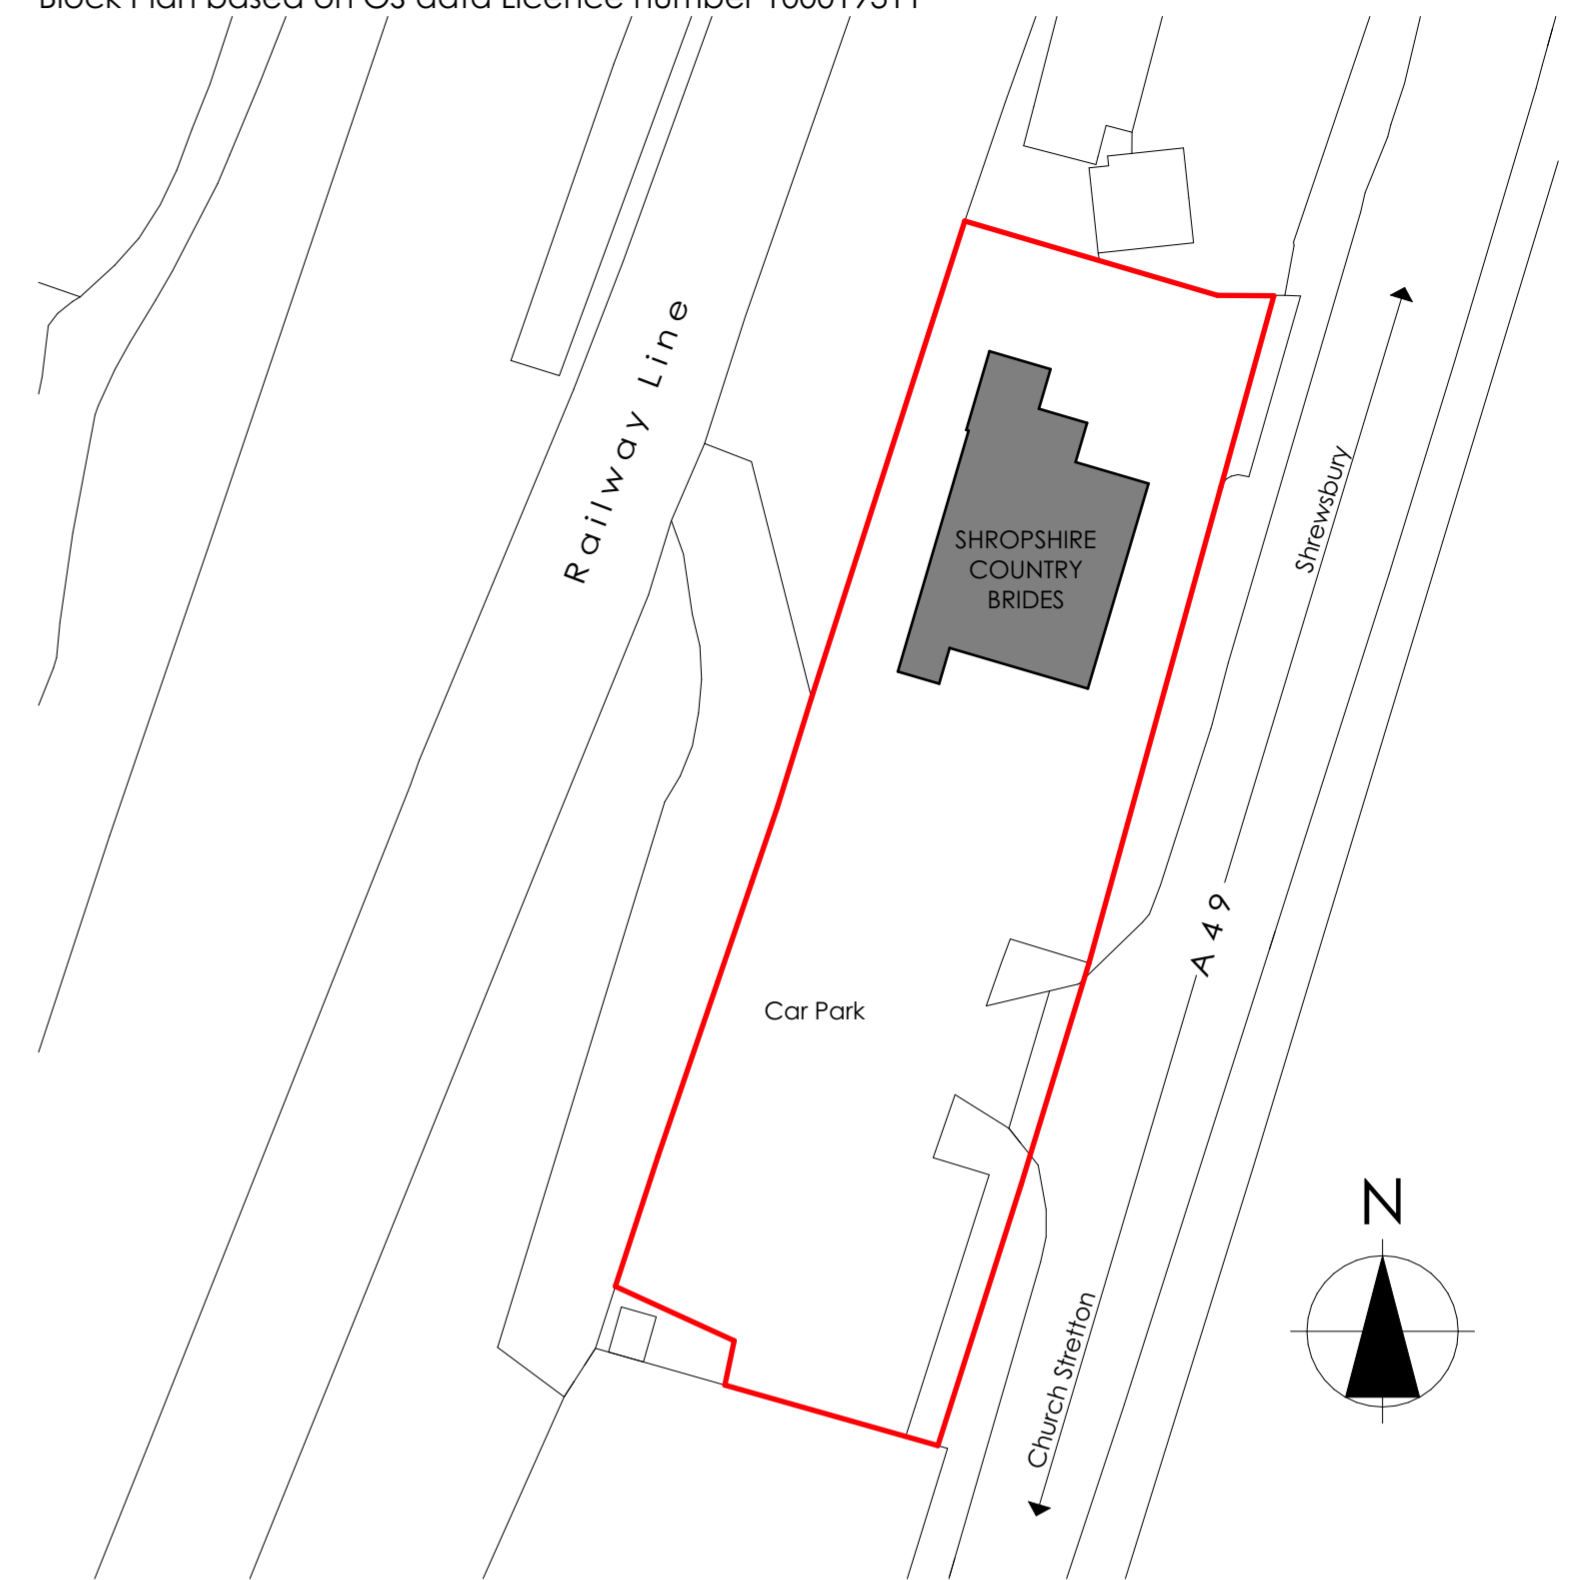 Railway Line
Shrewsbury
SHROPSHIRE
COUNTRY
BRIDES
A 49
Car Park
N
Church Stretton